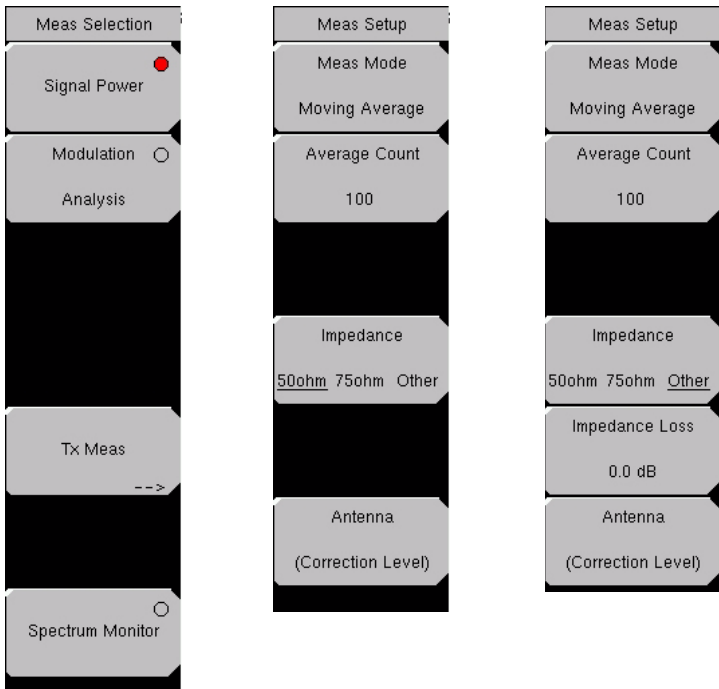 Meas Selection
Signal Power
Modulation
Analysis
Tx Meas
-->
Spectrum Monitor
Meas Setup
Meas Mode
Moving Average
Average Count
100
Impedance
50ohm 75ohm Other
Antenna
(Correction Level)
Meas Setup
Meas Mode
Moving Average
Average Count
100
Impedance
50ohm 75ohm Other
Impedance Loss
0.0 dB
Antenna
(Correction Level)